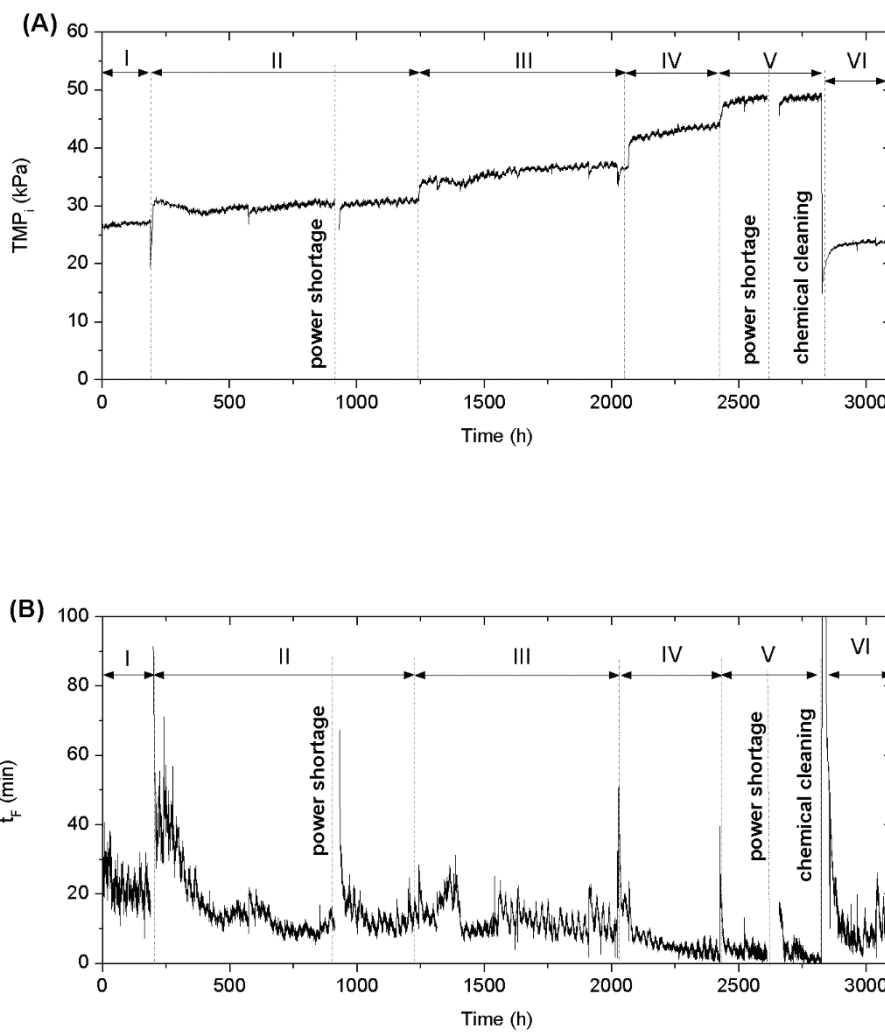 (A)
60
50
40
30
20
10
0
TMPi (kPa)
I
II
III
IV
V
VI
power shortage
power shortage
chemical cleaning
0
500
1000
1500
2000
2500
3000
Time (h)
(B)
100
80
60
40
20
0
tF (min)
I
II
III
IV
V
VI
power shortage
power shortage
chemical cleaning
0
500
1000
1500
2000
2500
3000
Time (h)